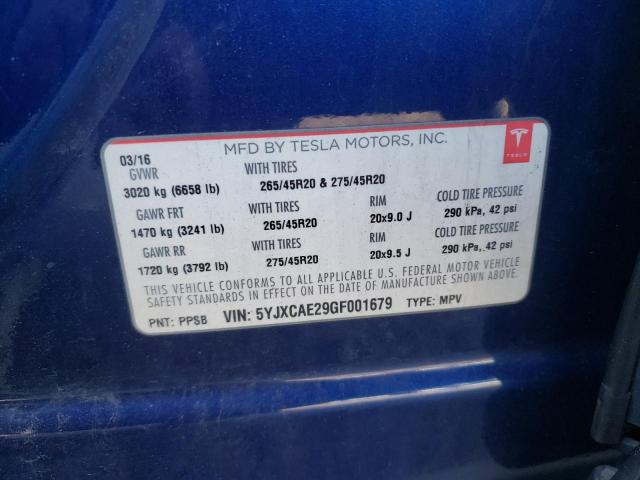 MFD BY TESLA MOTORS, INC.
TESLA
03/16
GVWR WITH TIRES
3020 kg (6658 lb) 265/45R20 & 275/45R20
GAWR FRT WITH TIRES RIM COLD TIRE PRESSURE
1470 kg (3241 lb) 265/45R20 20x9.0 J 290 kPa, 42 psi
GAWR RR WITH TIRES RIM COLD TIRE PRESSURE
1720 kg (3792 lb) 275/45R20 20x9.5 J 290 kPa, 42 psi
THIS VEHICLE CONFORMS TO ALL APPLICABLE U.S. FEDERAL MOTOR VEHICLE
SAFETY STANDARDS IN EFFECT ON THE DATE OF MANUFACTURE SHOWN ABOVE
PNT: PPSB VIN: 5YJXCAE29GF001679 TYPE: MPV